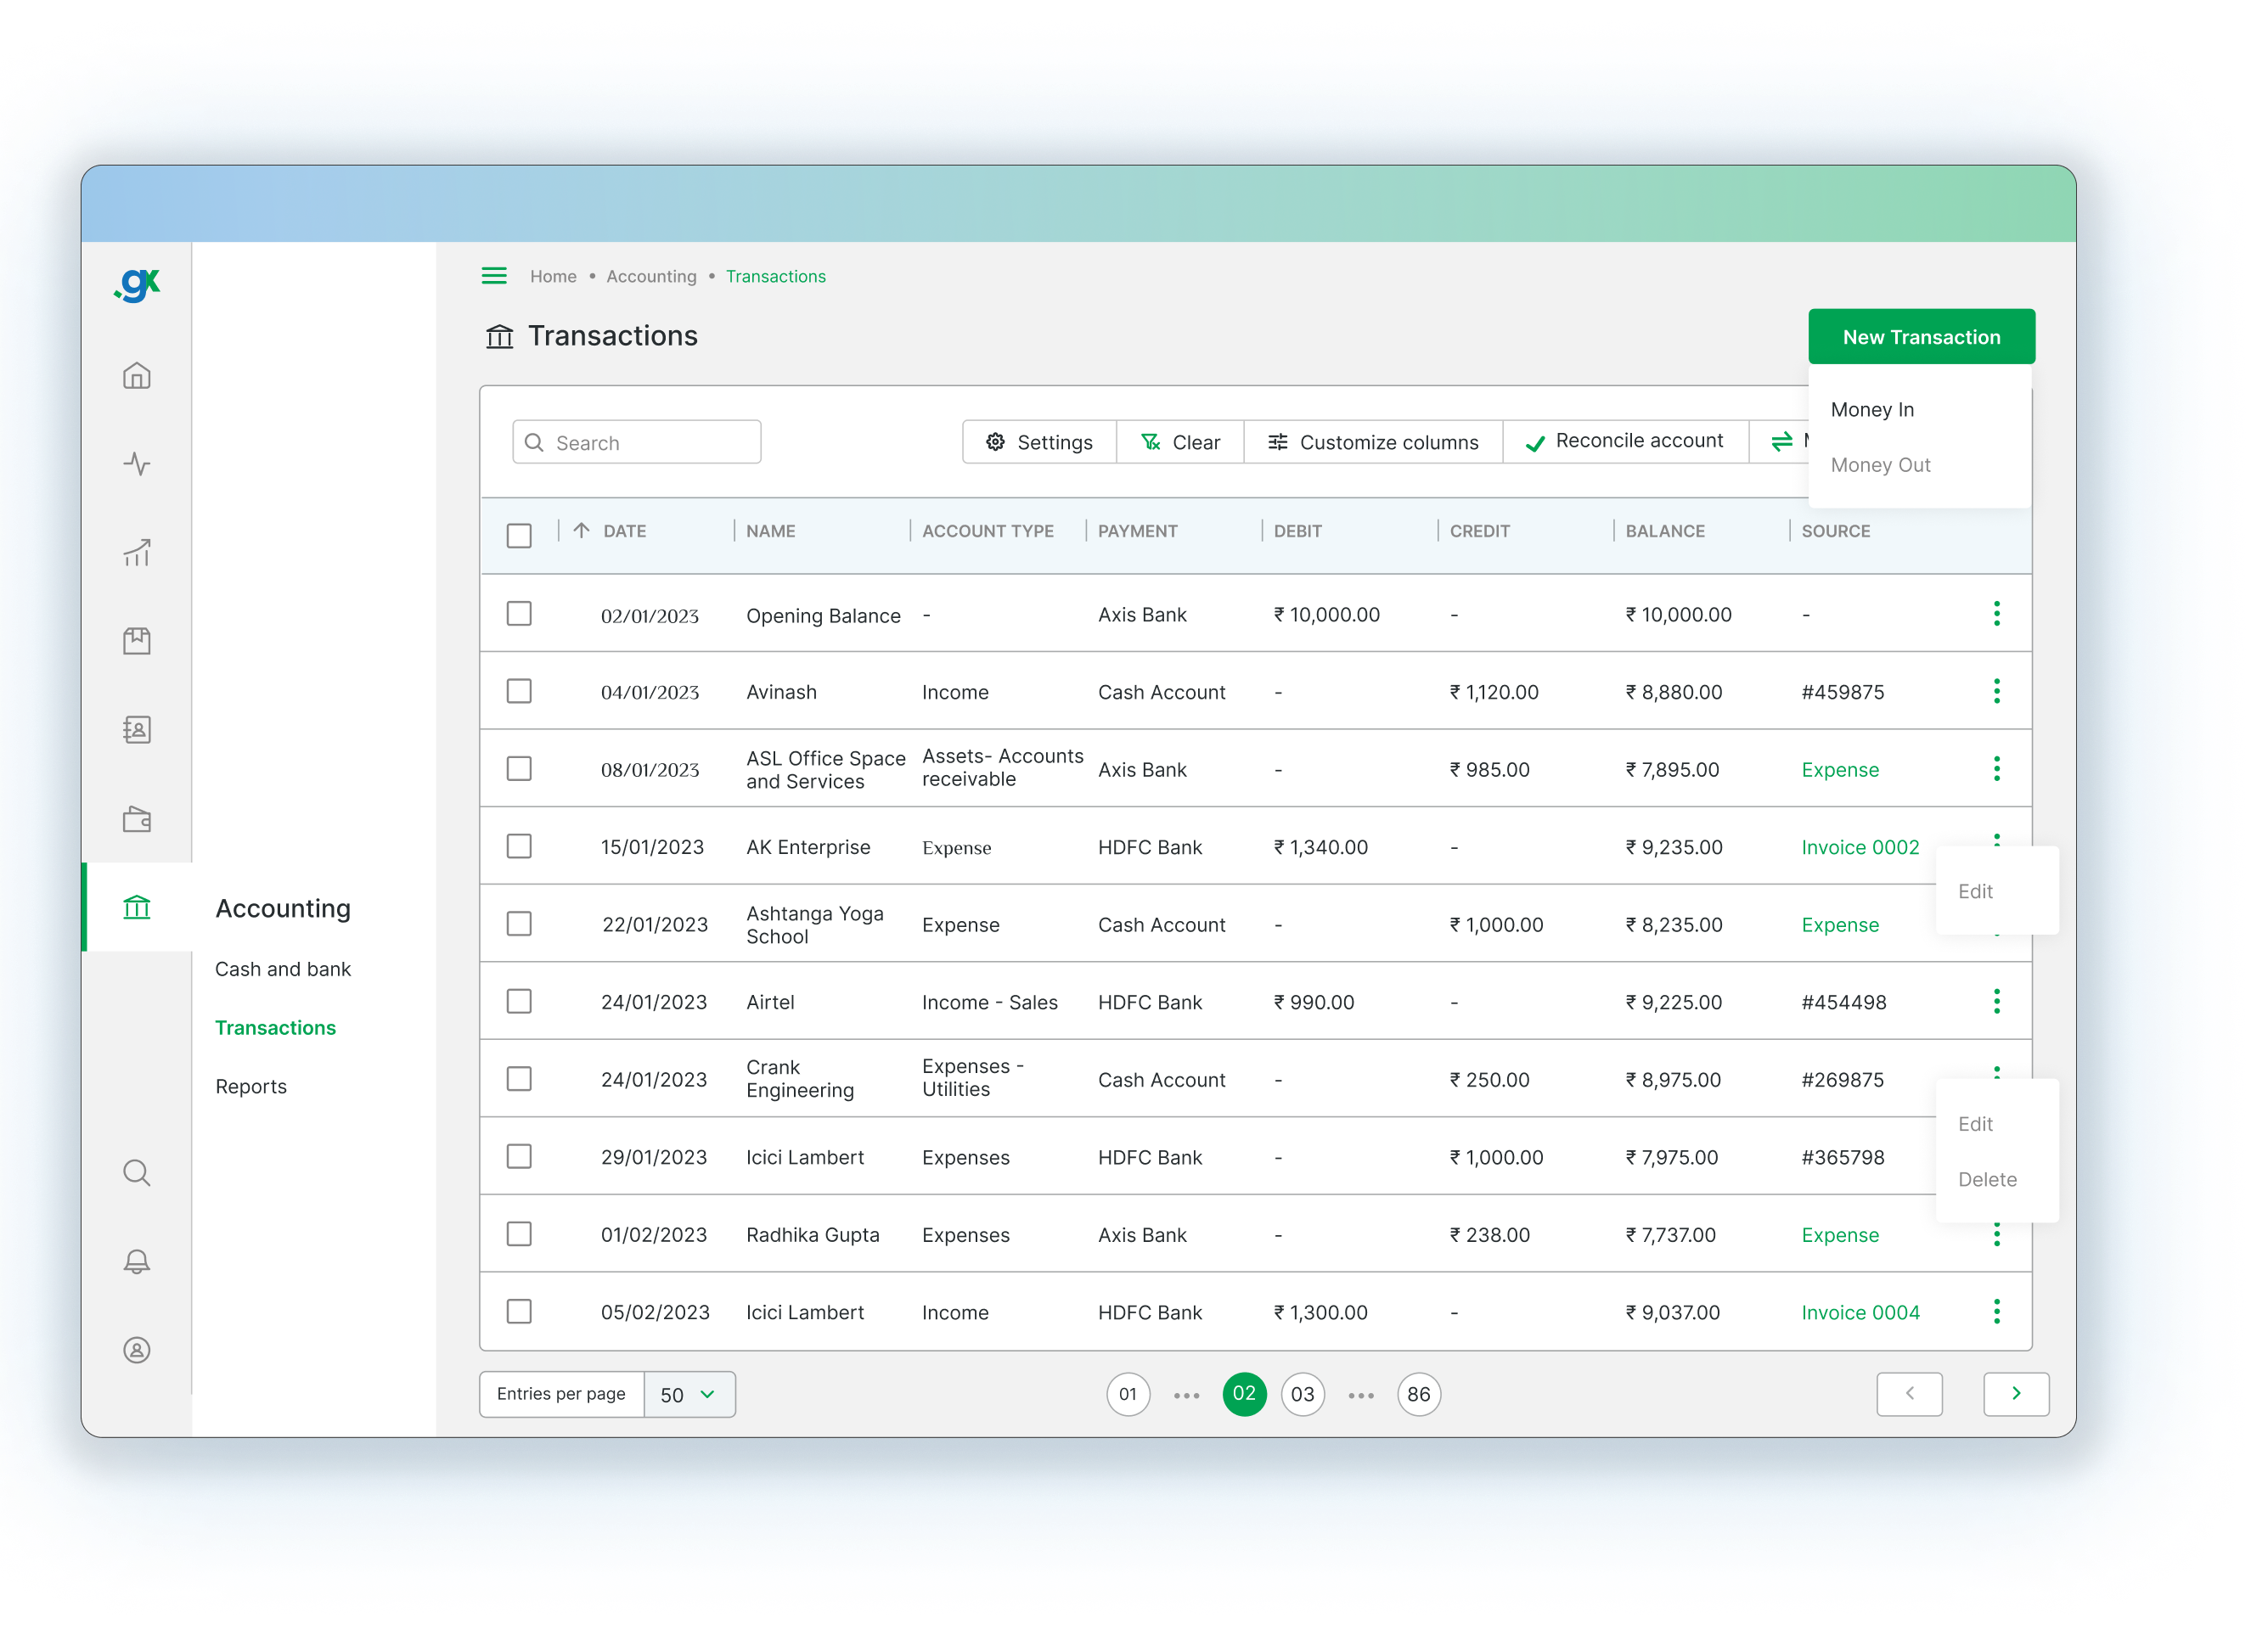 .gx
Home • Accounting • Transactions
Transactions
New Transaction
Money In
Money Out
Search
Settings
Clear
Customize columns
Reconcile account
DATE NAME ACCOUNT TYPE PAYMENT DEBIT CREDIT BALANCE SOURCE
02/01/2023 Opening Balance - Axis Bank ₹ 10,000.00 - ₹ 10,000.00 -
04/01/2023 Avinash Income Cash Account - ₹ 1,120.00 ₹ 8,880.00 #459875
08/01/2023 ASL Office Space
and Services
Assets- Accounts
receivable
Axis Bank - ₹ 985.00 ₹ 7,895.00 Expense
15/01/2023 AK Enterprise Expense HDFC Bank ₹ 1,340.00 - ₹ 9,235.00 Invoice 0002
Edit
22/01/2023 Ashtanga Yoga
School
Expense Cash Account - ₹ 1,000.00 ₹ 8,235.00 Expense
24/01/2023 Airtel Income - Sales HDFC Bank ₹ 990.00 - ₹ 9,225.00 #454498
24/01/2023 Crank
Engineering
Expenses -
Utilities
Cash Account - ₹ 250.00 ₹ 8,975.00 #269875
Edit
Delete
29/01/2023 Icici Lambert Expenses HDFC Bank - ₹ 1,000.00 ₹ 7,975.00 #365798
01/02/2023 Radhika Gupta Expenses Axis Bank - ₹ 238.00 ₹ 7,737.00 Expense
05/02/2023 Icici Lambert Income HDFC Bank ₹ 1,300.00 - ₹ 9,037.00 Invoice 0004
Accounting
Cash and bank
Transactions
Reports
Entries per page 50
01 ••• 02 03 ••• 86